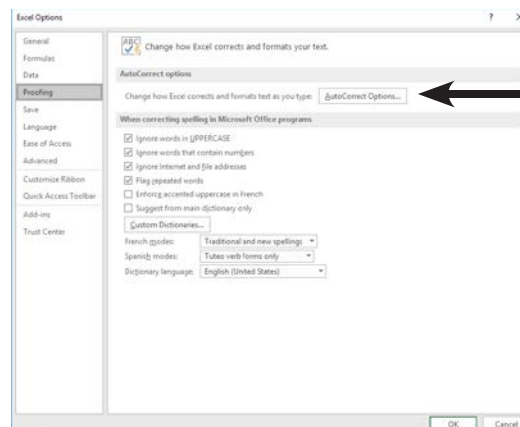 Excel Options
? ×
General
Formulas
Data
Proofing
Save
Language
Ease of Access
Advanced
Customize Ribbon
Quick Access Toolbar
Add-ins
Trust Center
ABC
Change how Excel corrects and formats your text.
AutoCorrect options
Change how Excel corrects and formats text as you type: AutoCorrect Options...
When correcting spelling in Microsoft Office programs
Ignore words in UPPERCASE
Ignore words that contain numbers
Ignore Internet and file addresses
Flag repeated words
Enforce accented uppercase in French
Suggest from main dictionary only
Custom Dictionaries...
French modes: Traditional and new spellings
Spanish modes: Tuteo verb forms only
Dictionary language: English (United States)
OK Cancel